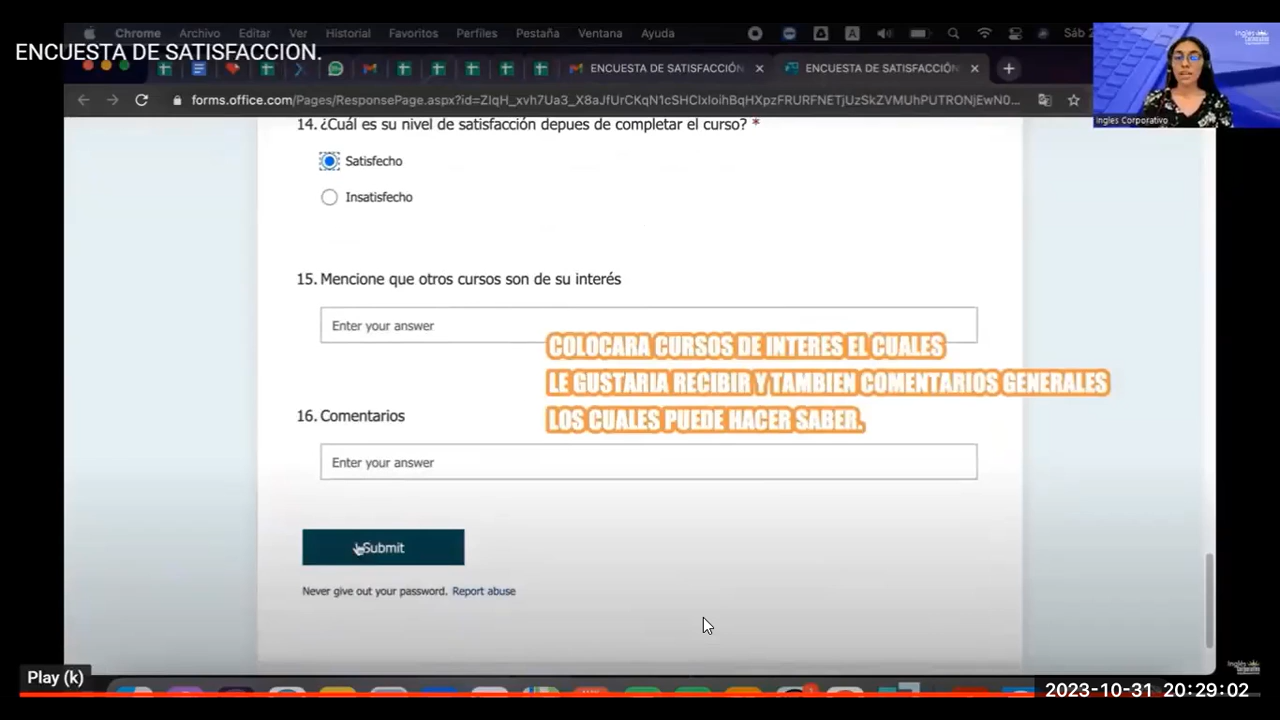 Chrome Archivo Editar Ver Historial Favoritos Perfiles Pestaña Ventana Ayuda
ENCUESTA DE SATISFACCION.
ENCUESTA DE SATISFACCIÓN
ENCUESTA DE SATISFACCIÓN
forms.office.com/Pages/ResponsePage.aspx?id=ZIqH_xvh7Ua3_X8aJfUrCKqN1cSHClxIoihBqHXpzFRURFNETjUzSkZVMUhPUTRONjEwN0...
Ingles Corporativo
14. ¿Cuál es su nivel de satisfacción depues de completar el curso? *
Satisfecho
Insatisfecho
15. Mencione que otros cursos son de su interés
Enter your answer
COLOCARA CURSOS DE INTERES EL CUALES
LE GUSTARIA RECIBIR Y TAMBIEN COMENTARIOS GENERALES
LOS CUALES PUEDE HACER SABER.
16. Comentarios
Enter your answer
Submit
Never give out your password. Report abuse
Play (k)
Inglés Corporativo
2023-10-31 20:29:02